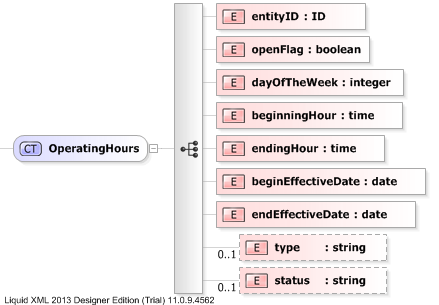 E entityID : ID
E openFlag : boolean
E dayOfTheWeek : integer
E beginningHour : time
CT OperatingHours
E endingHour : time
E beginEffectiveDate : date
E endEffectiveDate : date
E type : string
0..1
E status : string
0..1
Liquid XML 2013 Designer Edition (Trial) 11.0.9.4562